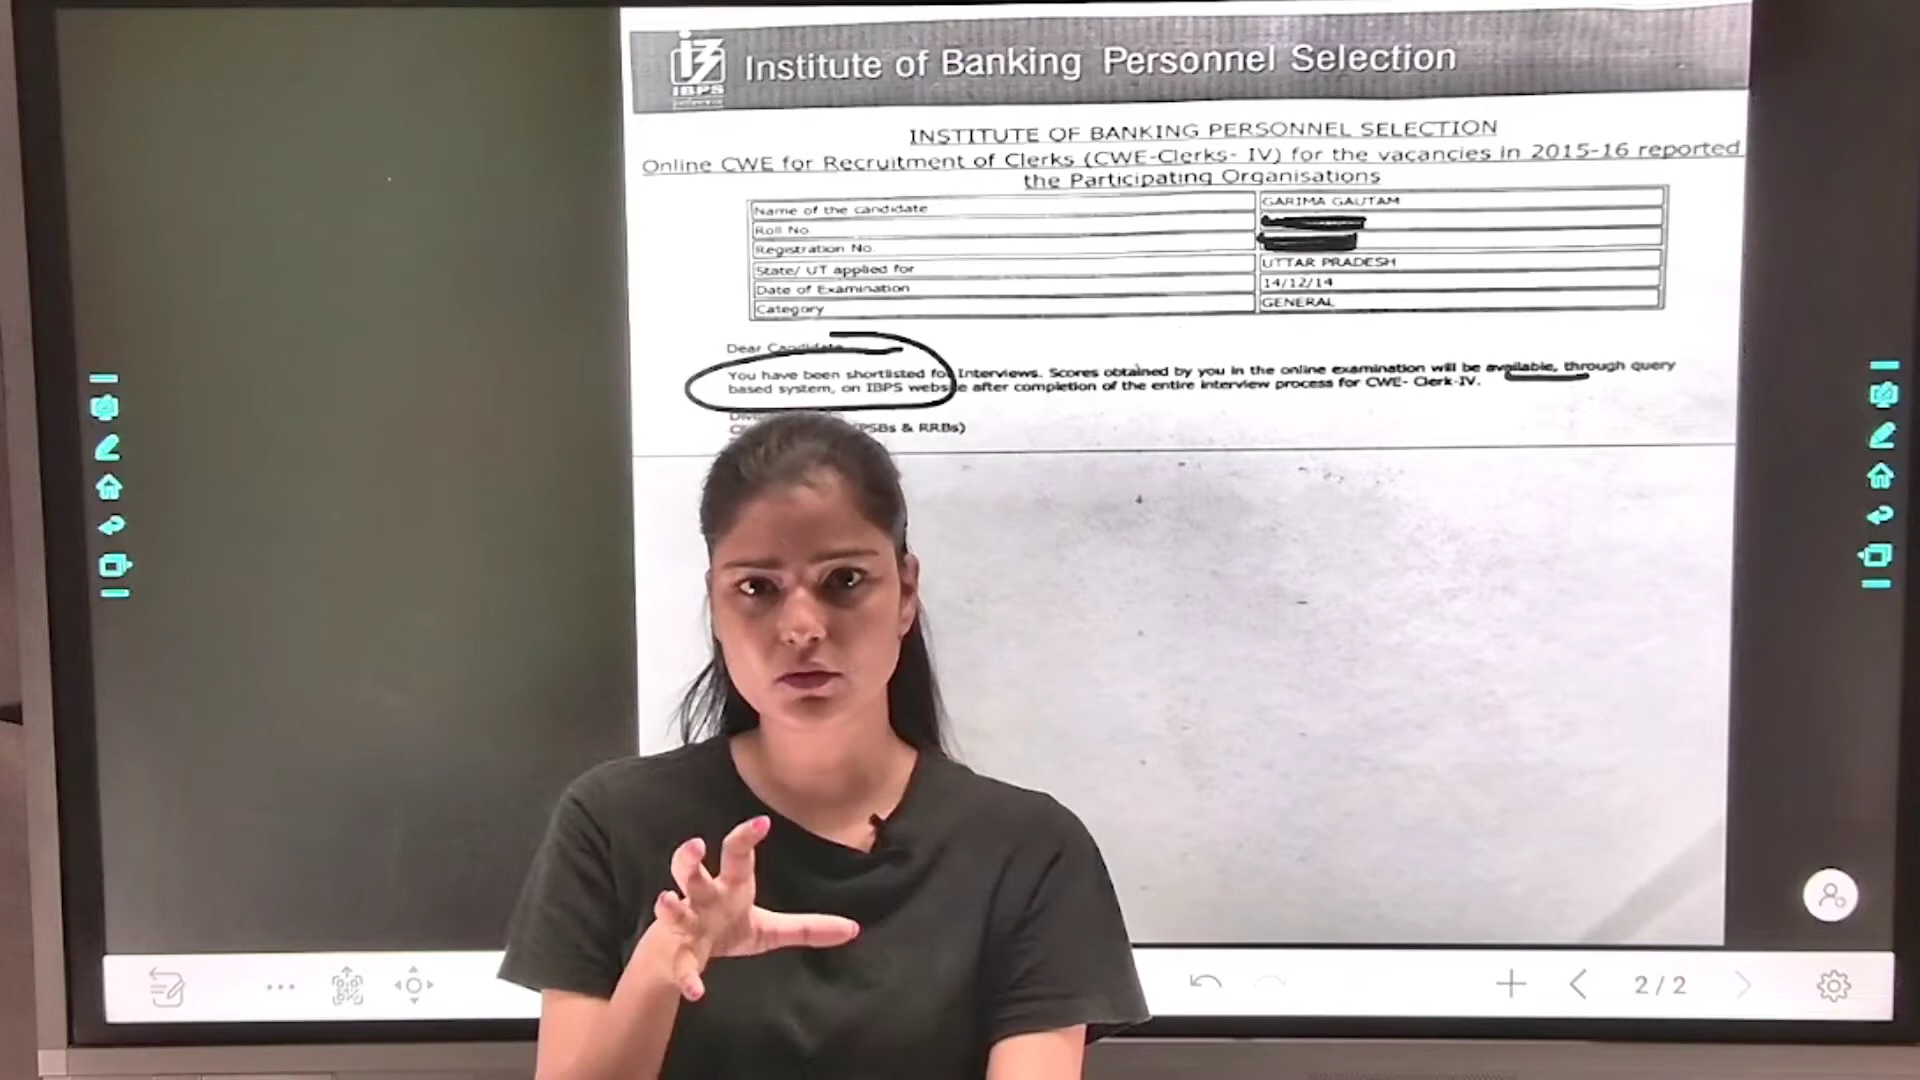 IBPS
Institute of Banking Personnel Selection
INSTITUTE OF BANKING PERSONNEL SELECTION
Online CWE for Recruitment of Clerks (CWE-Clerks- IV) for the vacancies in 2015-16 reported
the Participating Organisations
Name of the candidate GARIMA GAUTAM
Roll No.
Registration No.
State/ UT applied for UTTAR PRADESH
Date of Examination 14/12/14
Category GENERAL
Dear Candidate
You have been shortlisted for Interviews. Scores obtained by you in the online examination will be available, through query
based system, on IBPS after completion of the entire interview process for CWE- Clerk-IV.
(PSBs & RRBs)
2/2